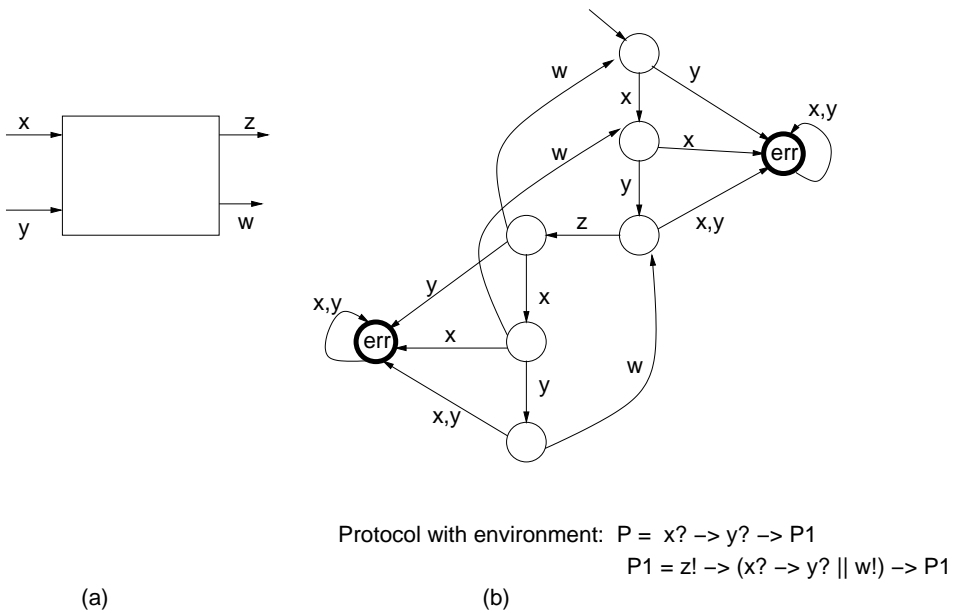 x
y
z
w
w
y
x
x,y
w
x
err
y
z
x,y
y
x
x,y
err
x
y
w
x,y
Protocol with environment: P = x? −> y? −> P1
P1 = z! −> (x? −> y? || w!) −> P1
(a)
(b)